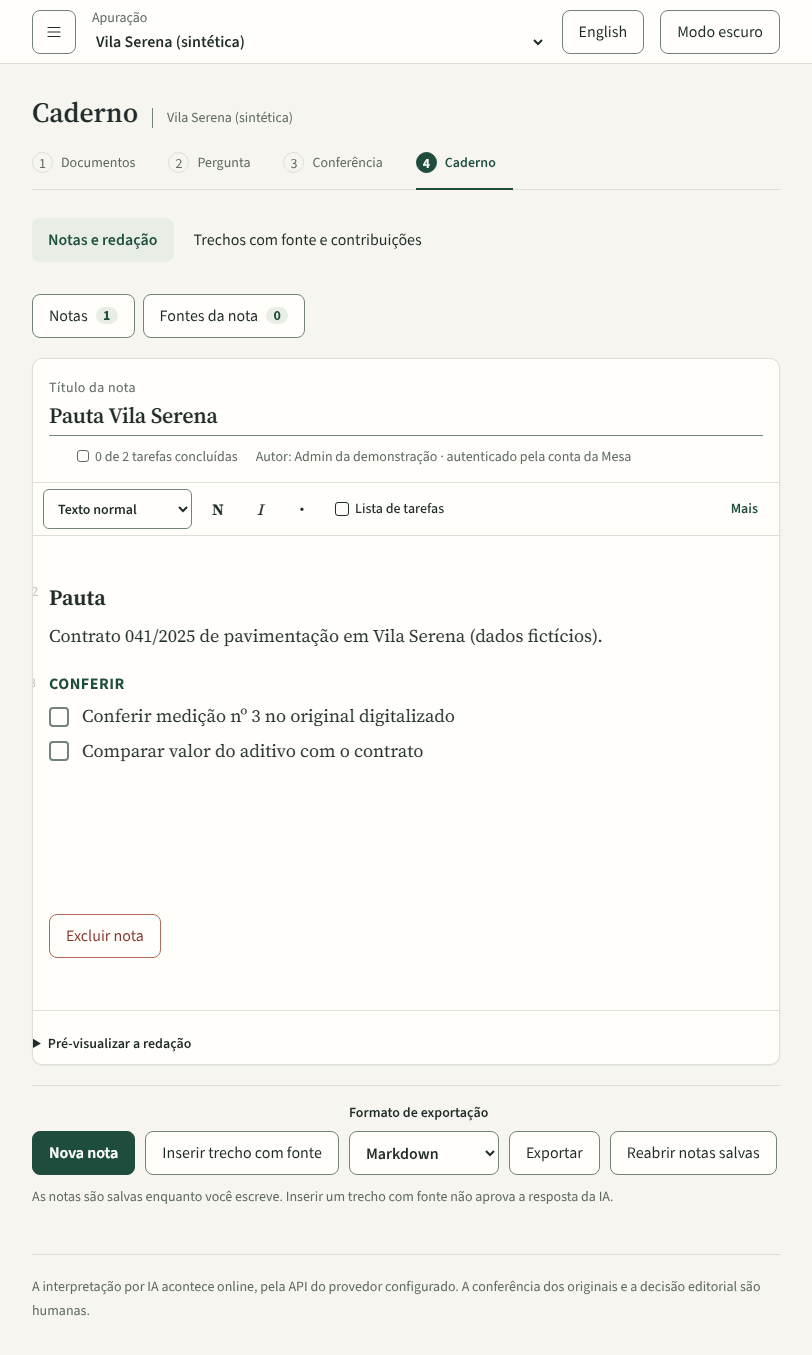 Apuração
Vila Serena (sintética)
English
Modo escuro
Caderno
Vila Serena (sintética)
1 Documentos
2 Pergunta
3 Conferência
4 Caderno
Notas e redação
Trechos com fonte e contribuições
Notas 1
Fontes da nota 0
Título da nota
Pauta Vila Serena
0 de 2 tarefas concluídas
Autor: Admin da demonstração · autenticado pela conta da Mesa
Texto normal
N
I
•
Lista de tarefas
Mais
2
Pauta
Contrato 041/2025 de pavimentação em Vila Serena (dados fictícios).
CONFERIR
Conferir medição nº 3 no original digitalizado
Comparar valor do aditivo com o contrato
Excluir nota
Pré-visualizar a redação
Formato de exportação
Nova nota
Inserir trecho com fonte
Markdown
Exportar
Reabrir notas salvas
As notas são salvas enquanto você escreve. Inserir um trecho com fonte não aprova a resposta da IA.
A interpretação por IA acontece online, pela API do provedor configurado. A conferência dos originais e a decisão editorial são
humanas.